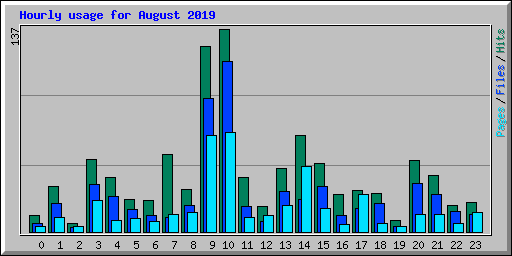 Hourly usage for August 2019
137
Pages/Files/Hits
0 1 2 3 4 5 6 7 8 9 10 11 12 13 14 15 16 17 18 19 20 21 22 23